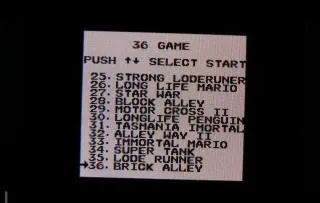 36 GAME
PUSH ↑↓ SELECT START
25. STRONG LODERUNER
26. LONG LIFE MARIO
27. STAR WAR
28. BLOCK ALLEY
29. MOTOR CROSS II
30. LONGLIFE PENGUIN
31. TASMANIA IMORTAL
32. ALLEY WAY II
33. IMMORTAL MARIO
34. SUPER TANK
35. LODE RUNNER
→36. BRICK ALLEY